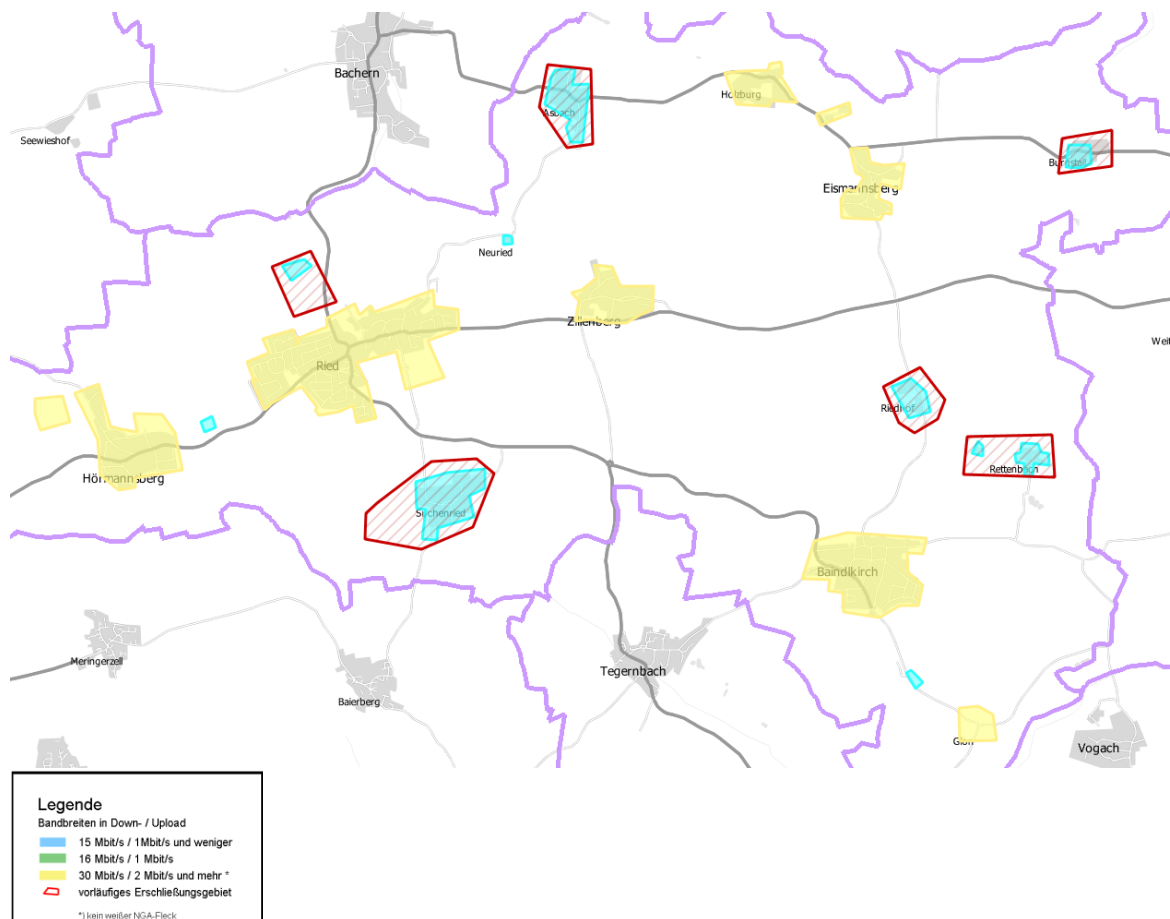 Bachern
Asbach
Holzburg
Seewieshof
Burnstall
Eismannsberg
Neuried
Zillenberg
Weit
Ried
Riedhof
Rettenbach
Hörmannsberg
Sirchenried
Baindlkirch
Meringerzell
Tegernbach
Baierberg
Glon
Vogach
Legende
Bandbreiten in Down- / Upload
15 Mbit/s / 1Mbit/s und weniger
16 Mbit/s / 1 Mbit/s
30 Mbit/s / 2 Mbit/s und mehr *
vorläufiges Erschließungsgebiet
*) kein weißer NGA-Fleck